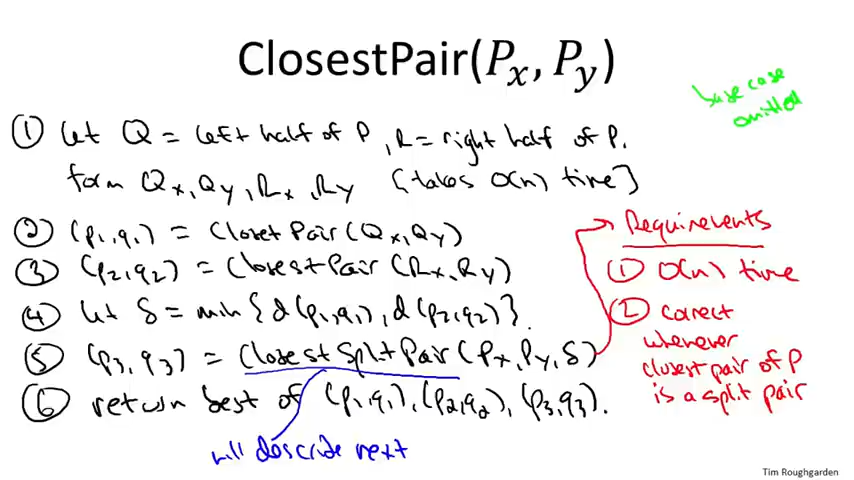 ClosestPair(Px, Py)
base case
omitted
① Let Q = left half of P, R = right half of P.
form Qx, Qy, Rx, Ry [takes O(n) time]
② (p1,q1) = ClosestPair(Qx,Qy)
③ (p2,q2) = ClosestPair(Rx,Ry)
④ let δ = min{d(p1,q1), d(p2,q2)}.
⑤ (p3,q3) = ClosestSplitPair(Px,Py,δ)
⑥ return best of (p1,q1), (p2,q2), (p3,q3).
will describe next
Requirements
① O(n) time
② correct
whenever
closest pair of P
is a split pair
Tim Roughgarden